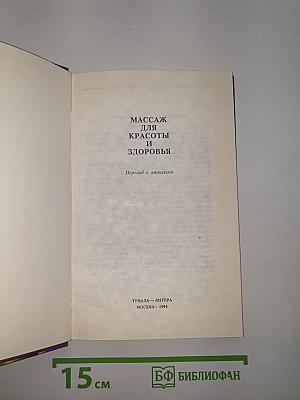 МАССАЖ
ДЛЯ
КРАСОТЫ
И
ЗДОРОВЬЯ
Перевод с японского
ТРИАДА — ЛИТЕРА
МОСКВА · 1994
15 см
БФ БИБЛИОФАН